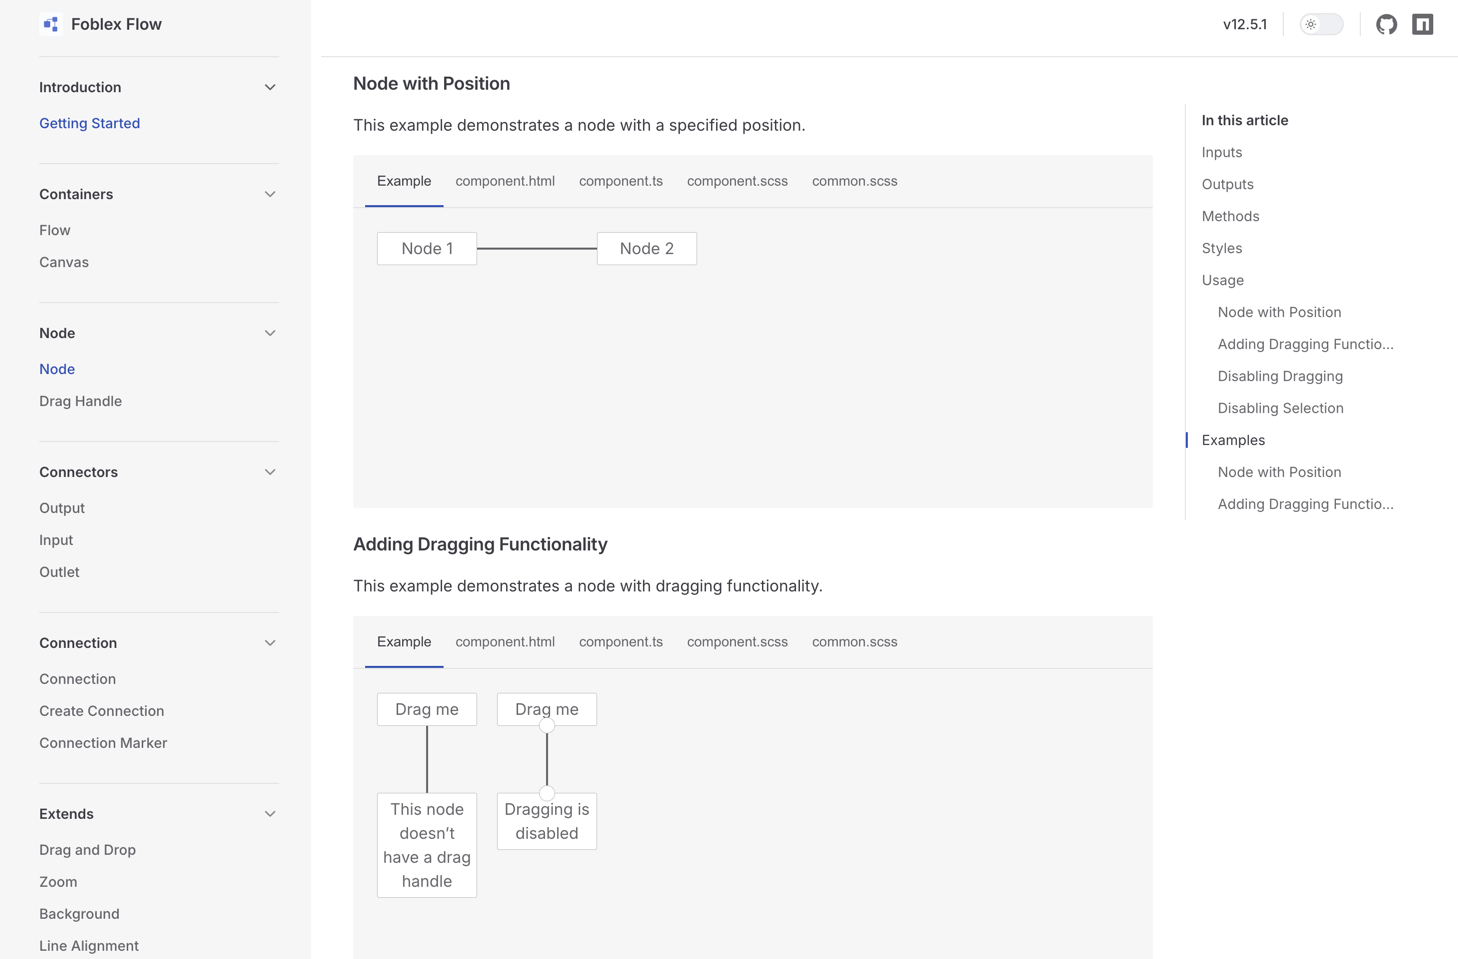 Foblex Flow
v12.5.1
Introduction
Getting Started
Containers
Flow
Canvas
Node
Node
Drag Handle
Connectors
Output
Input
Outlet
Connection
Connection
Create Connection
Connection Marker
Extends
Drag and Drop
Zoom
Background
Line Alignment
Node with Position
This example demonstrates a node with a specified position.
Example component.html component.ts component.scss common.scss
Node 1 Node 2
Adding Dragging Functionality
This example demonstrates a node with dragging functionality.
Example component.html component.ts component.scss common.scss
Drag me
This node
doesn't
have a drag
handle
Drag me
Dragging is
disabled
In this article
Inputs
Outputs
Methods
Styles
Usage
Node with Position
Adding Dragging Functio...
Disabling Dragging
Disabling Selection
Examples
Node with Position
Adding Dragging Functio...